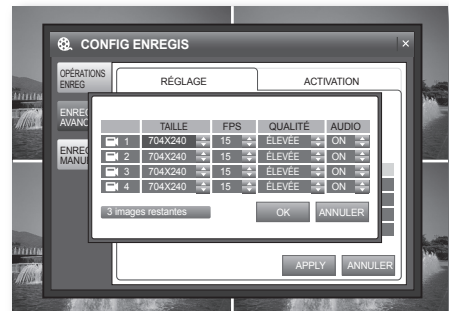 CONFIG ENREGIS ×
OPÉRATIONS
ENREG
RÉGLAGE ACTIVATION
ENREG
AVANC
ENREG
MANU
TAILLE FPS QUALITÉ AUDIO
1 704X240 15 ÉLEVÉE ON
2 704X240 15 ÉLEVÉE ON
3 704X240 15 ÉLEVÉE ON
4 704X240 15 ÉLEVÉE ON
3 images restantes OK ANNULER
APPLY ANNULER